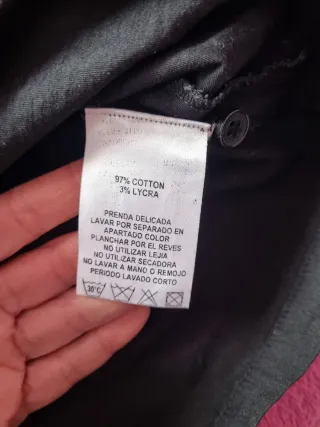 97% COTTON
3% LYCRA
PRENDA DELICADA
LAVAR POR SEPARADO EN
APARTADO COLOR
PLANCHAR POR EL REVES
NO UTILIZAR LEJIA
NO UTILIZAR SECADORA
NO LAVAR A MANO O REMOJO
PERIODO LAVADO CORTO
30°C